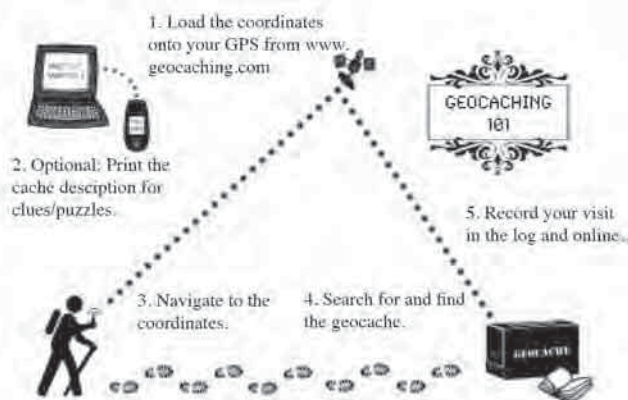 1. Load the coordinates
onto your GPS from www.
geocaching.com
GEOCACHING
101
2. Optional: Print the
cache desciption for
clues/puzzles.
5. Record your visit
in the log and online.
3. Navigate to the
coordinates.
4. Search for and find
the geocache.
GEOCACHE